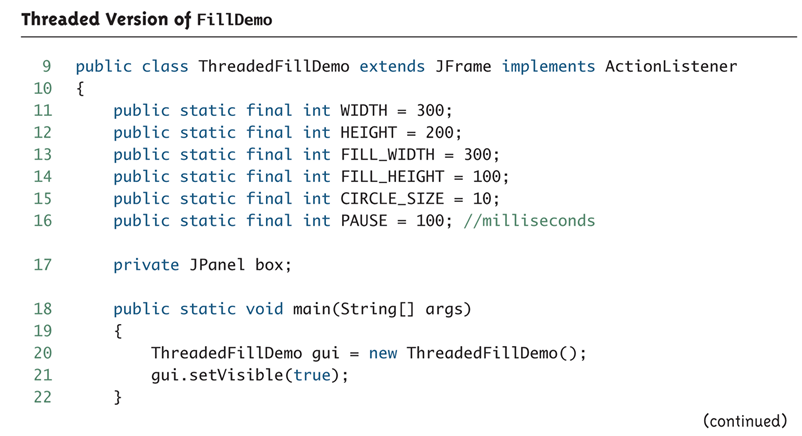 Threaded Version of FillDemo
9 public class ThreadedFillDemo extends JFrame implements ActionListener
10 {
11 public static final int WIDTH = 300;
12 public static final int HEIGHT = 200;
13 public static final int FILL_WIDTH = 300;
14 public static final int FILL_HEIGHT = 100;
15 public static final int CIRCLE_SIZE = 10;
16 public static final int PAUSE = 100; //milliseconds
17 private JPanel box;
18 public static void main(String[] args)
19 {
20 ThreadedFillDemo gui = new ThreadedFillDemo();
21 gui.setVisible(true);
22 }
(continued)